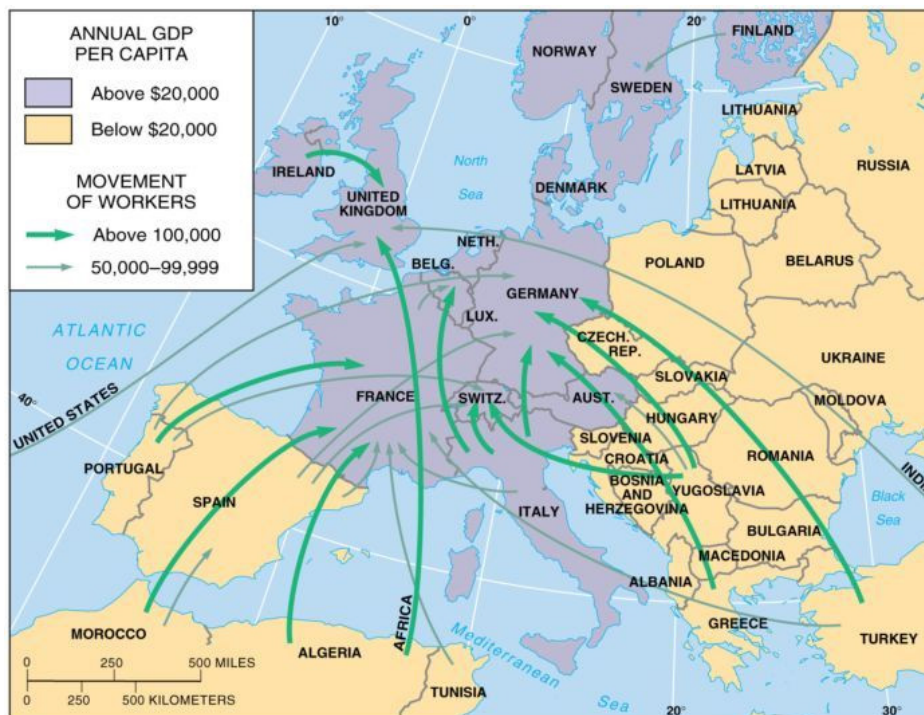 ANNUAL GDP
PER CAPITA
Above $20,000
Below $20,000
MOVEMENT
OF WORKERS
Above 100,000
50,000–99,999
10°
0°
10°
20°
NORWAY
FINLAND
SWEDEN
LITHUANIA
RUSSIA
North
Sea
LATVIA
LITHUANIA
IRELAND
UNITED
KINGDOM
DENMARK
NETH.
BELG.
POLAND
BELARUS
GERMANY
LUX.
ATLANTIC
OCEAN
CZECH.
REP.
UKRAINE
SLOVAKIA
40°
UNITED STATES
FRANCE
SWITZ.
AUST.
HUNGARY
MOLDOVA
SLOVENIA
CROATIA
ROMANIA
INDI
PORTUGAL
SPAIN
BOSNIA
AND
HERZEGOVINA
YUGOSLAVIA
Black
Sea
ITALY
BULGARIA
MACEDONIA
ALBANIA
GREECE
TURKEY
MOROCCO
ALGERIA
AFRICA
TUNISIA
Mediterranean
Sea
0 250 500 MILES
0 250 500 KILOMETERS
20°
30°